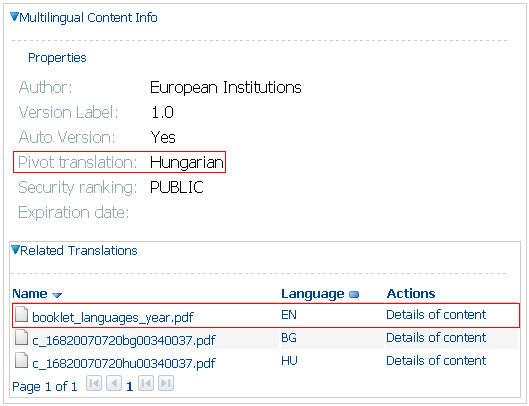 Multilingual Content Info
Properties
Author: European Institutions
Version Label: 1.0
Auto Version: Yes
Pivot translation: Hungarian
Security ranking: PUBLIC
Expiration date:
Related Translations
Name Language Actions
booklet_languages_year.pdf EN Details of content
c_16820070720bg00340037.pdf BG Details of content
c_16820070720hu00340037.pdf HU Details of content
Page 1 of 1 1